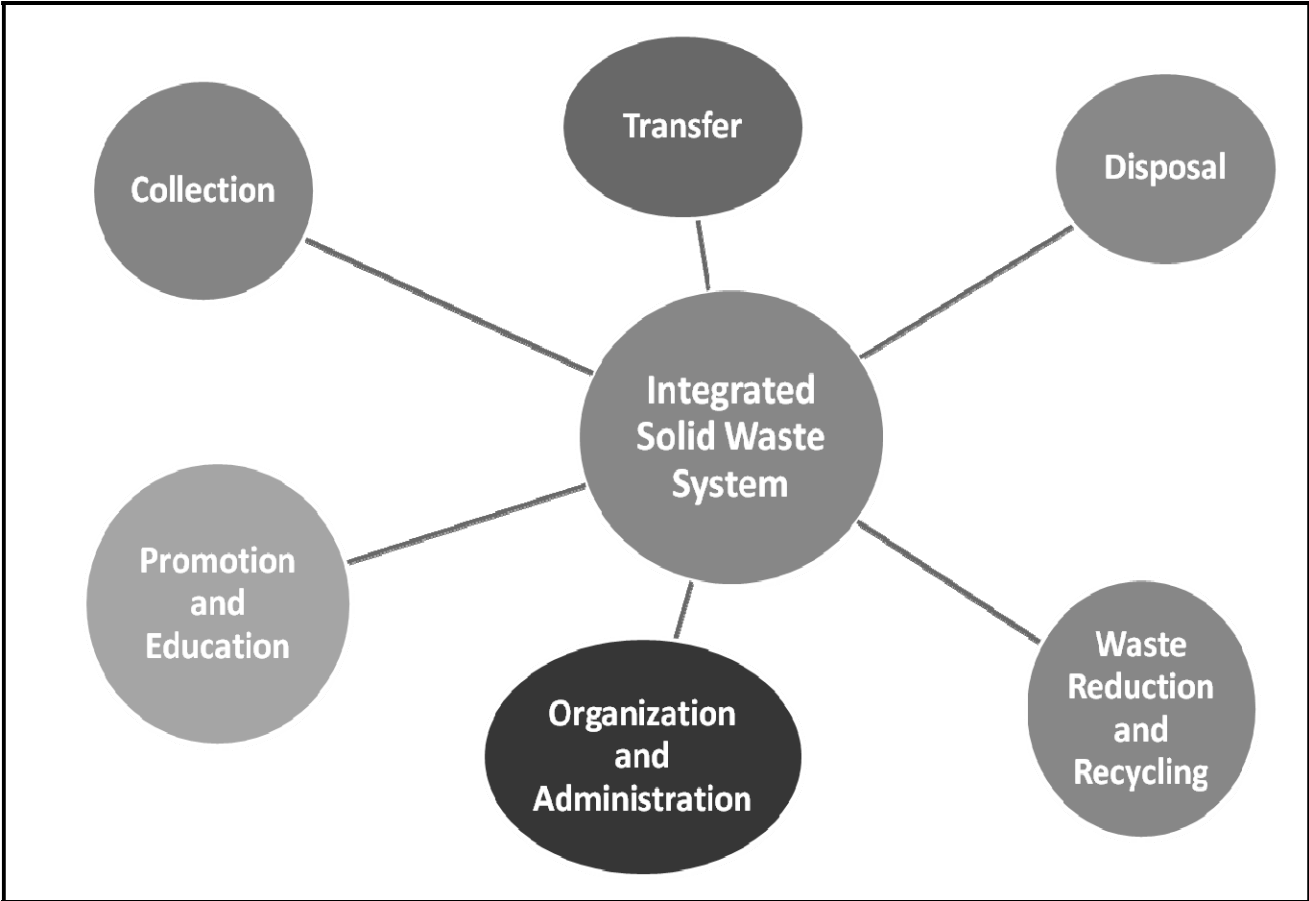 Transfer
Collection
Disposal
Integrated
Solid Waste
System
Promotion
and
Education
Organization
and
Administration
Waste
Reduction
and
Recycling